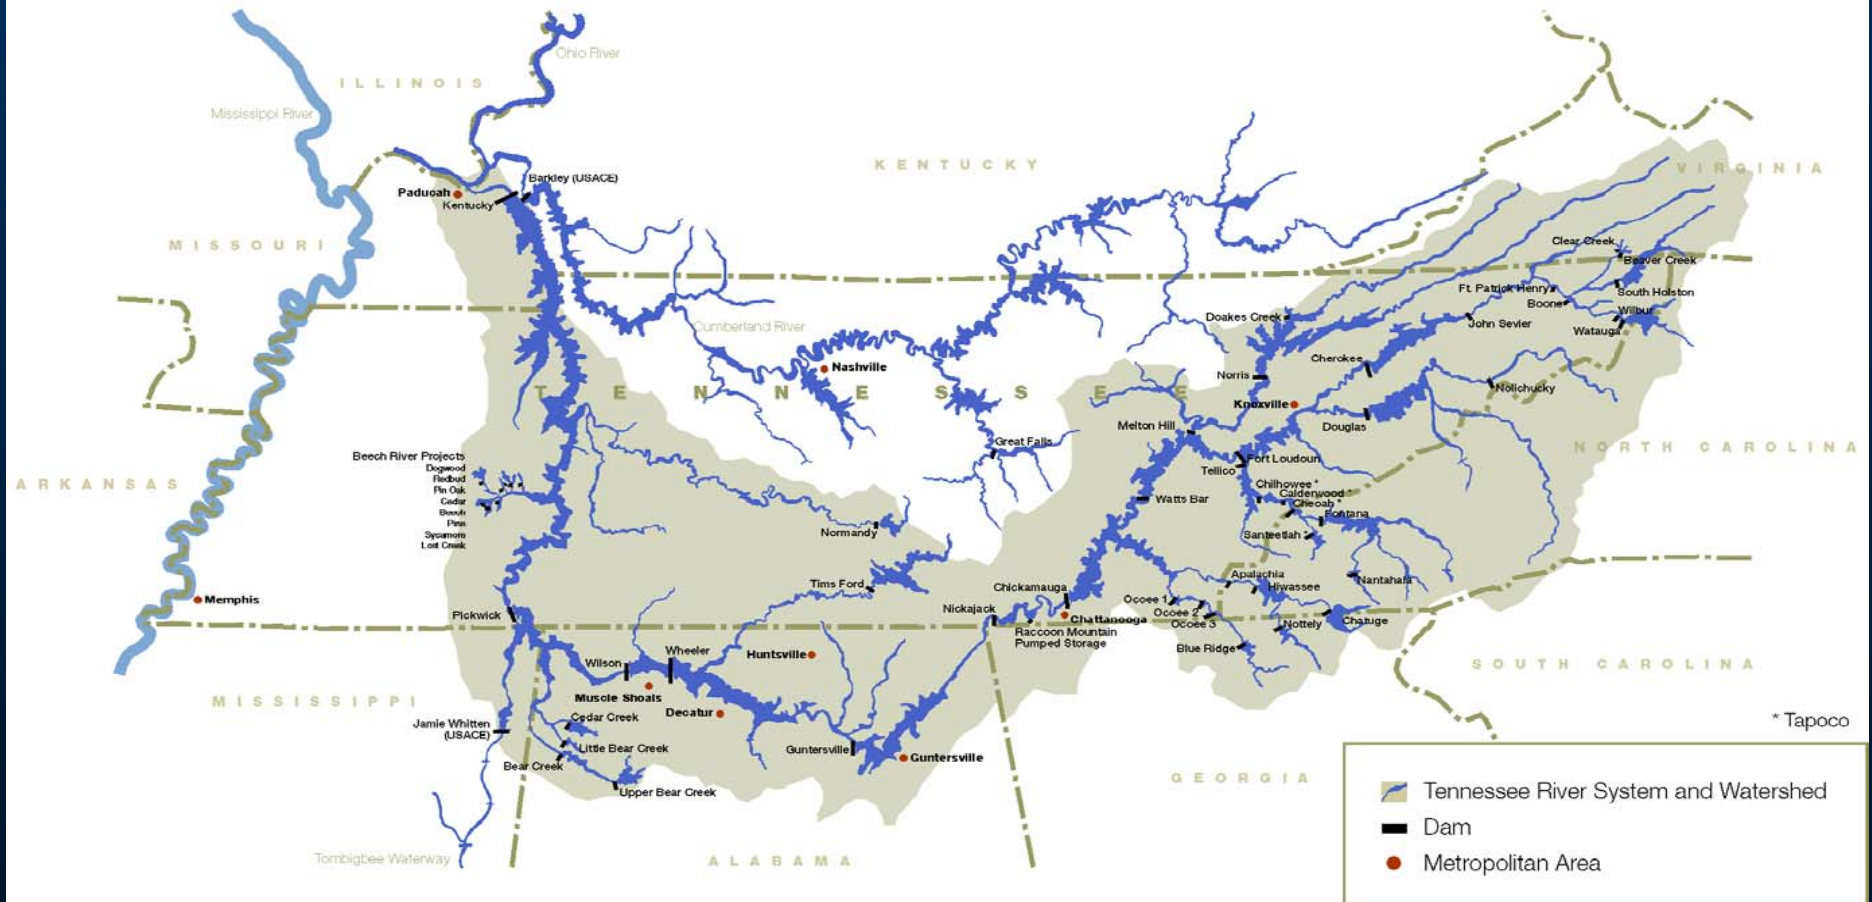 Ohio River
ILLINOIS
Mississippi River
KENTUCKY
VIRGINIA
Barkley (USACE)
Paducah
Kentucky
MISSOURI
Clear Creek
Beaver Creek
Ft. Patrick Henry
South Holston
Boone
Wilbur
Doakes Creek
John Sevier
Watauga
Cumberland River
Cherokee
Nashville
Norris
Nolichucky
TENNESSEE
Knoxville
Melton Hill
Douglas
Great Falls
NORTH CAROLINA
Beech River Projects
Dogwood
Redbud
Pin Oak
Cedar
Beech
Pine
Sycamore
Lost Creek
Fort Loudoun
Tellico
ARKANSAS
Chilhowee *
Calderwood *
Cheoah *
Watts Bar
Fontana
Normandy
Santeetlah *
Apalachia
Nantahala
Tims Ford
Chickamauga
Hiwassee
Memphis
Ocoee 1
Nickajack
Ocoee 2
Pickwick
Chattanooga
Ocoee 3
Nottely
Chatuge
Raccoon Mountain
Pumped Storage
Blue Ridge
Wheeler
Huntsville
Wilson
SOUTH CAROLINA
Muscle Shoals
MISSISSIPPI
Decatur
Cedar Creek
Jamie Whitten
(USACE)
* Tapoco
Little Bear Creek
Guntersville
Guntersville
Bear Creek
GEORGIA
Upper Bear Creek
Tennessee River System and Watershed
Dam
Metropolitan Area
Tombigbee Waterway
ALABAMA